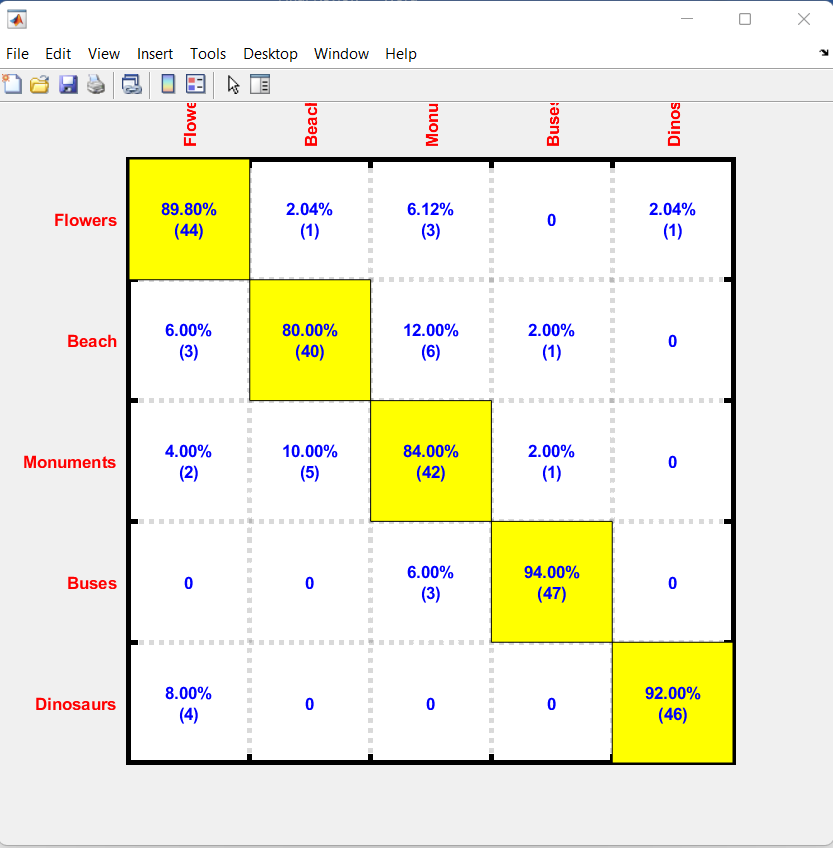 File Edit View Insert Tools Desktop Window Help
Flowe Beacl Monu Buses Dinos
Flowers 89.80% 2.04% 6.12% 0 2.04%
(44) (1) (3) (1)
Beach 6.00% 80.00% 12.00% 2.00% 0
(3) (40) (6) (1)
Monuments 4.00% 10.00% 84.00% 2.00% 0
(2) (5) (42) (1)
Buses 0 0 6.00% 94.00% 0
(3) (47)
Dinosaurs 8.00% 0 0 0 92.00%
(4) (46)